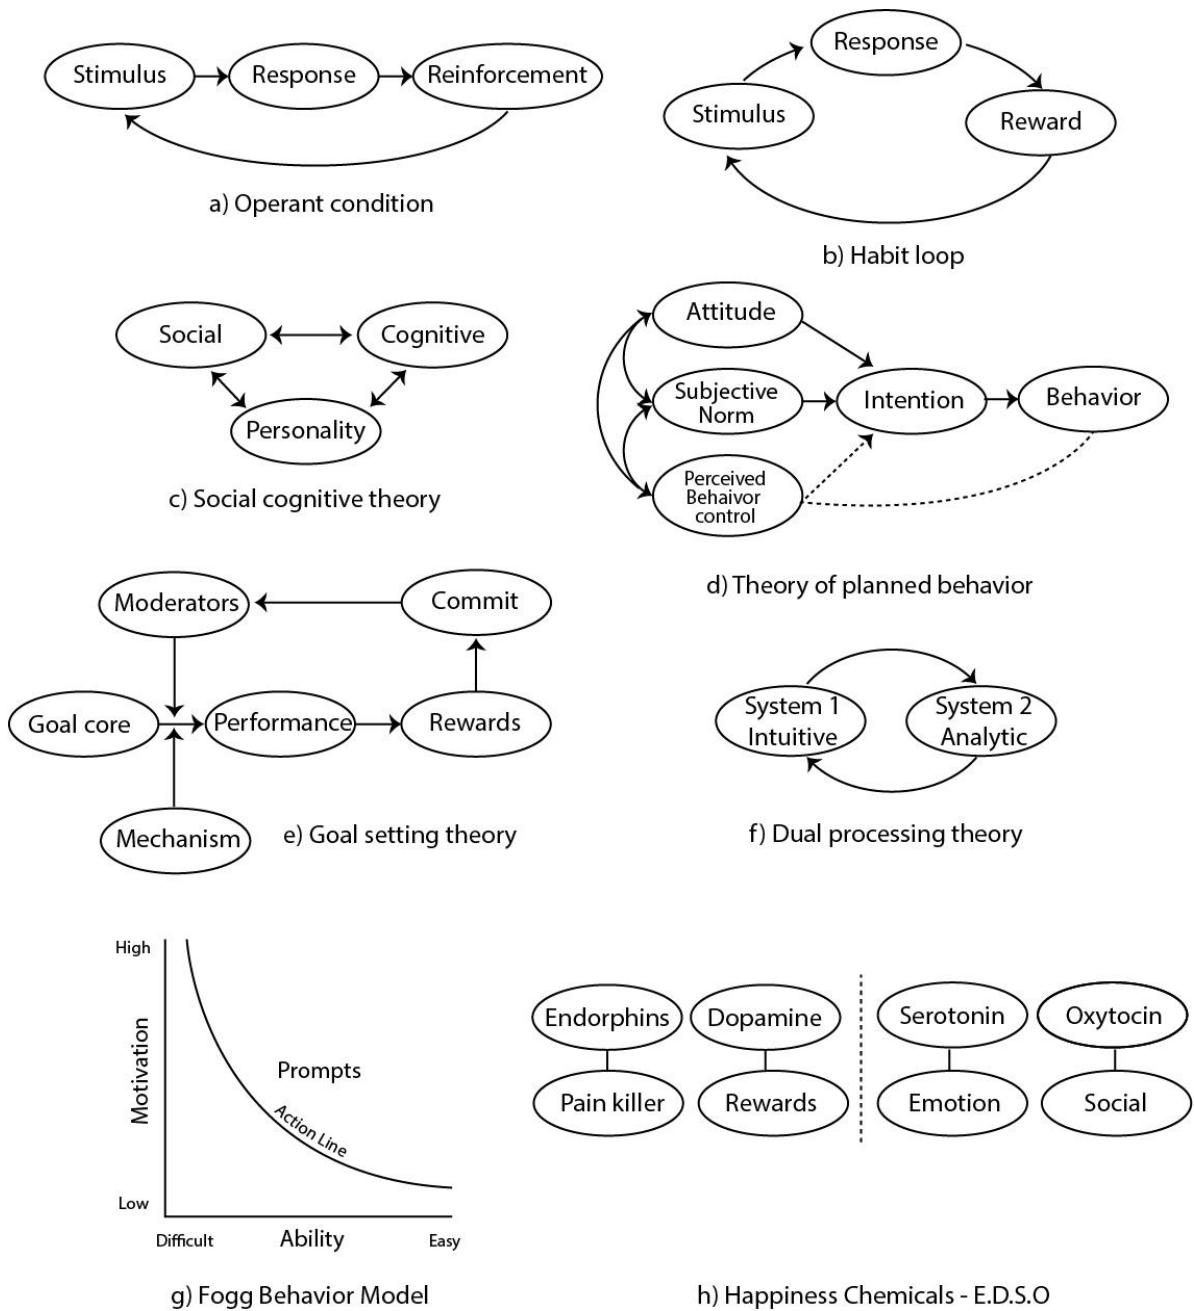 Stimulus
Response
Reinforcement
a) Operant condition
Response
Stimulus
Reward
b) Habit loop
Social
Cognitive
Personality
c) Social cognitive theory
Attitude
Subjective
Norm
Intention
Behavior
Perceived
Behaivor
control
d) Theory of planned behavior
Moderators
Commit
Goal core
Performance
Rewards
Mechanism
e) Goal setting theory
System 1
Intuitive
System 2
Analytic
f) Dual processing theory
High
Motivation
Prompts
Action Line
Low
Difficult
Ability
Easy
g) Fogg Behavior Model
Endorphins
Dopamine
Serotonin
Oxytocin
Pain killer
Rewards
Emotion
Social
h) Happiness Chemicals - E.D.S.O